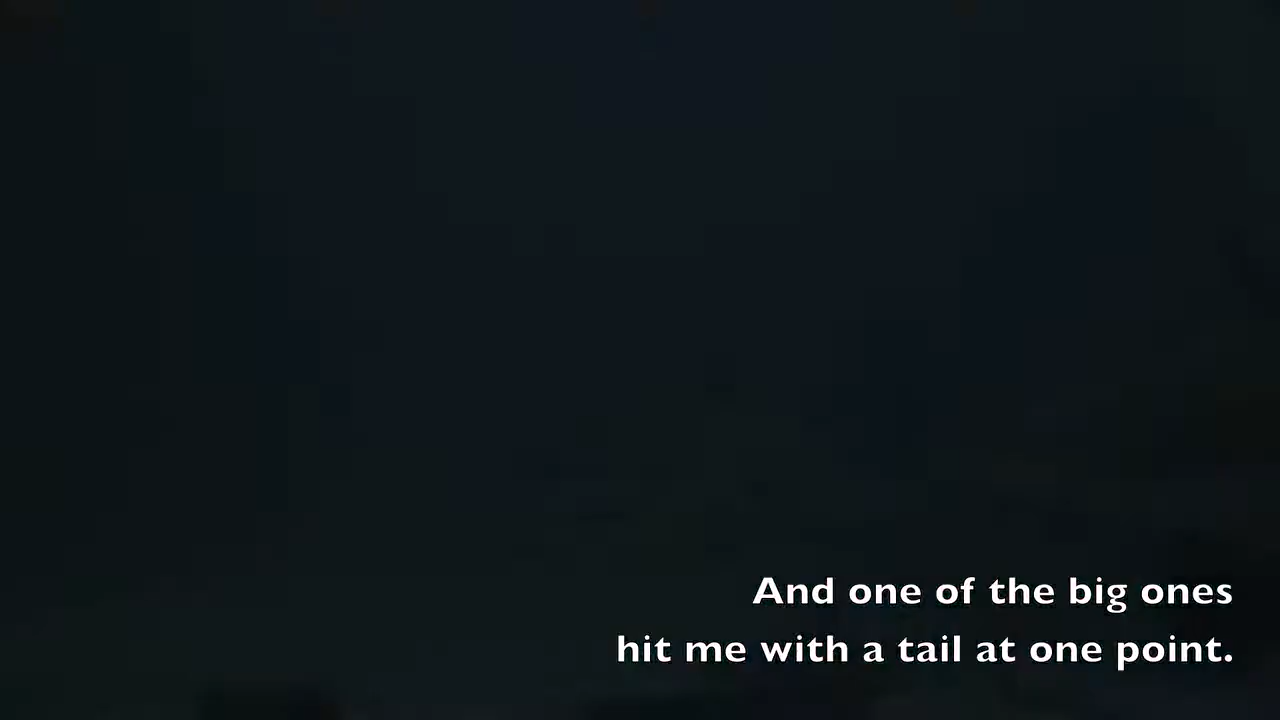 And one of the big ones
hit me with a tail at one point.